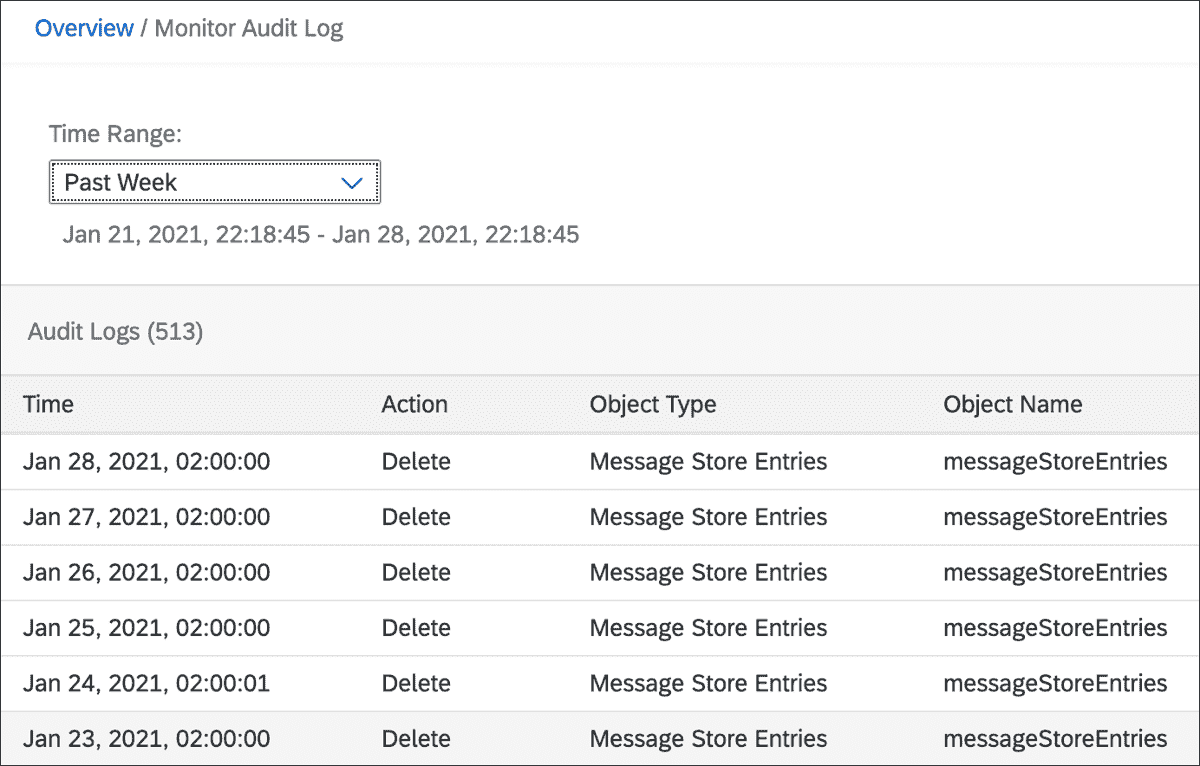 Overview / Monitor Audit Log
Time Range:
Past Week
Jan 21, 2021, 22:18:45 - Jan 28, 2021, 22:18:45
Audit Logs (513)
Time Action Object Type Object Name
Jan 28, 2021, 02:00:00 Delete Message Store Entries messageStoreEntries
Jan 27, 2021, 02:00:00 Delete Message Store Entries messageStoreEntries
Jan 26, 2021, 02:00:00 Delete Message Store Entries messageStoreEntries
Jan 25, 2021, 02:00:00 Delete Message Store Entries messageStoreEntries
Jan 24, 2021, 02:00:01 Delete Message Store Entries messageStoreEntries
Jan 23, 2021, 02:00:00 Delete Message Store Entries messageStoreEntries